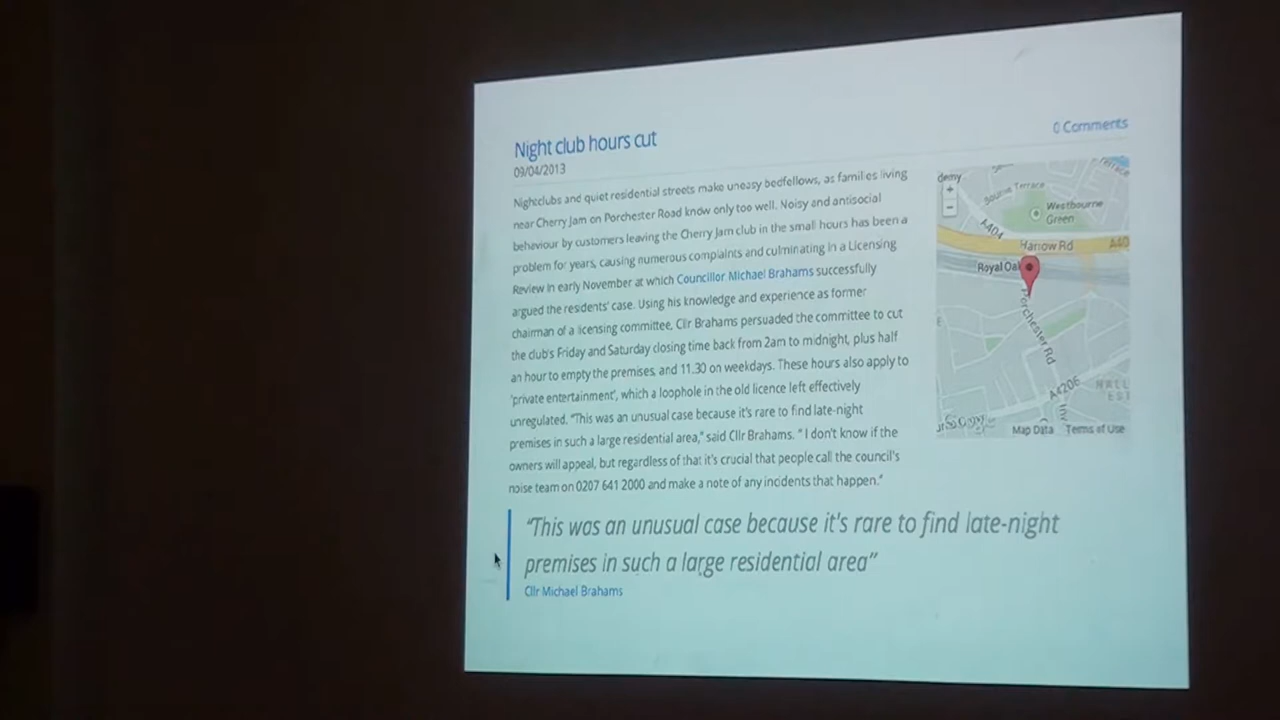 Night club hours cut
0 Comments
09/04/2013
Nightclubs and quiet residential streets make uneasy bedfellows, as families living
near Cherry Jam on Porchester Road know only too well. Noisy and antisocial
behaviour by customers leaving the Cherry Jam club in the small hours has been a
problem for years, causing numerous complaints and culminating in a Licensing
Review in early November at which Councillor Michael Brahams successfully
argued the residents' case. Using his knowledge and experience as former
chairman of a licensing committee, Cllr Brahams persuaded the committee to cut
the club's Friday and Saturday closing time back from 2am to midnight, plus half
an hour to empty the premises, and 11.30 on weekdays. These hours also apply to
'private entertainment', which a loophole in the old licence left effectively
unregulated. "This was an unusual case because it's rare to find late-night
premises in such a large residential area," said Cllr Brahams. " I don't know if the
owners will appeal, but regardless of that it's crucial that people call the council's
noise team on 0207 641 2000 and make a note of any incidents that happen."
"This was an unusual case because it's rare to find late-night
premises in such a large residential area"
Cllr Michael Brahams
demy
+
-
Terrace
Bourne Terrace
Westbourne
Green
A404
Harrow Rd
A40
Royal Oak
Porchester Rd
A4206
HALL
EST
Inv
Google
Map Data
Terms of Use